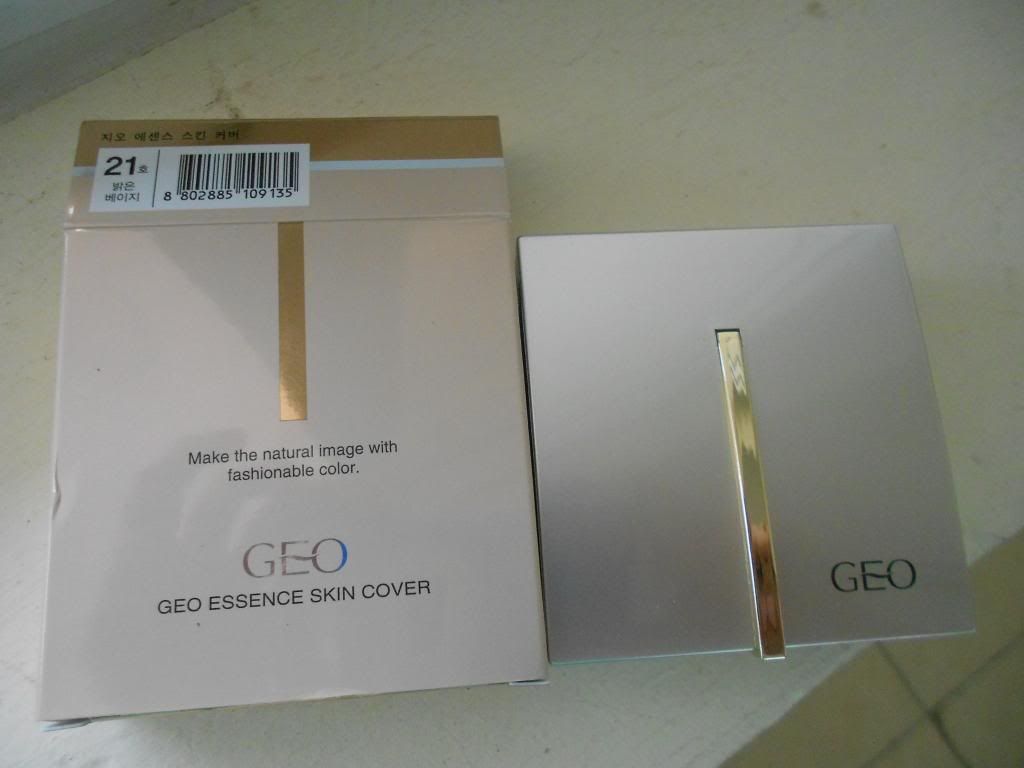 지오 에센스 스킨 커버
21호
밝은
베이지
8 802885 109135
Make the natural image with
fashionable color.
GEO
GEO ESSENCE SKIN COVER
GEO